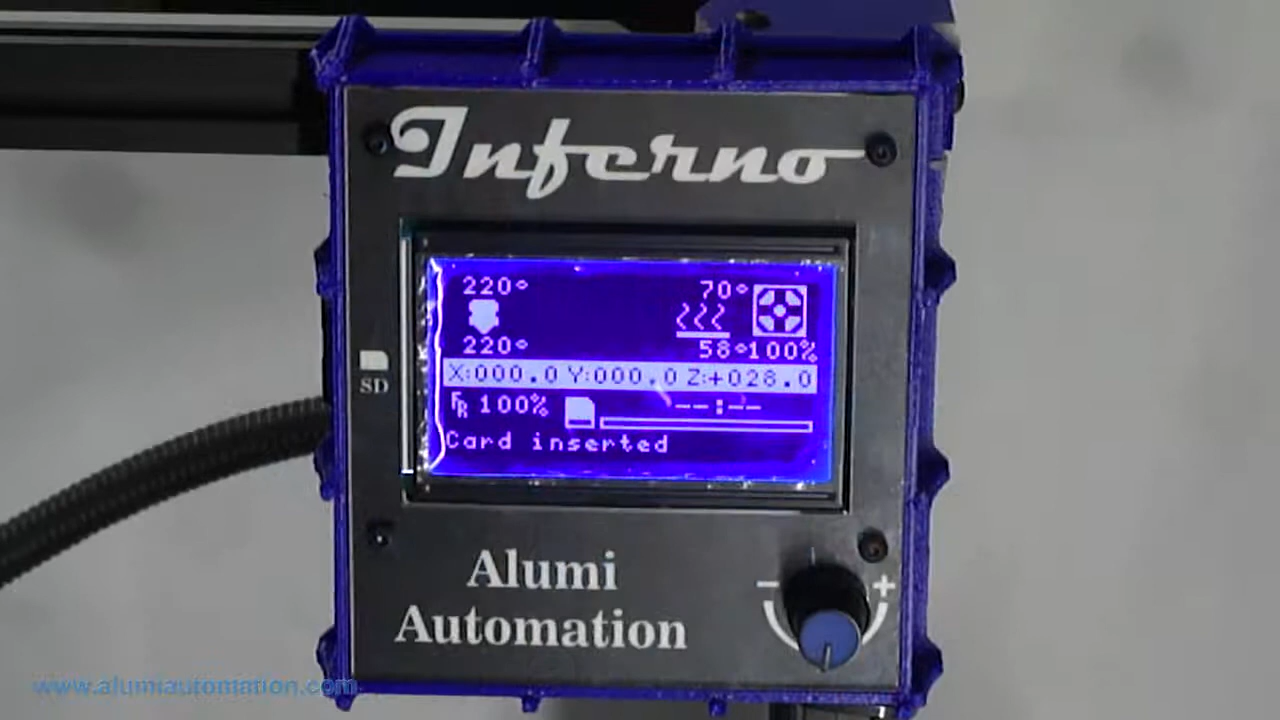 Inferno
220° 70°
220° 58° 100%
X:000.0 Y:000.0 Z:+028.0
FR 100% --:--
Card inserted
SD
Alumi
Automation
- +
www.alumiautomation.com